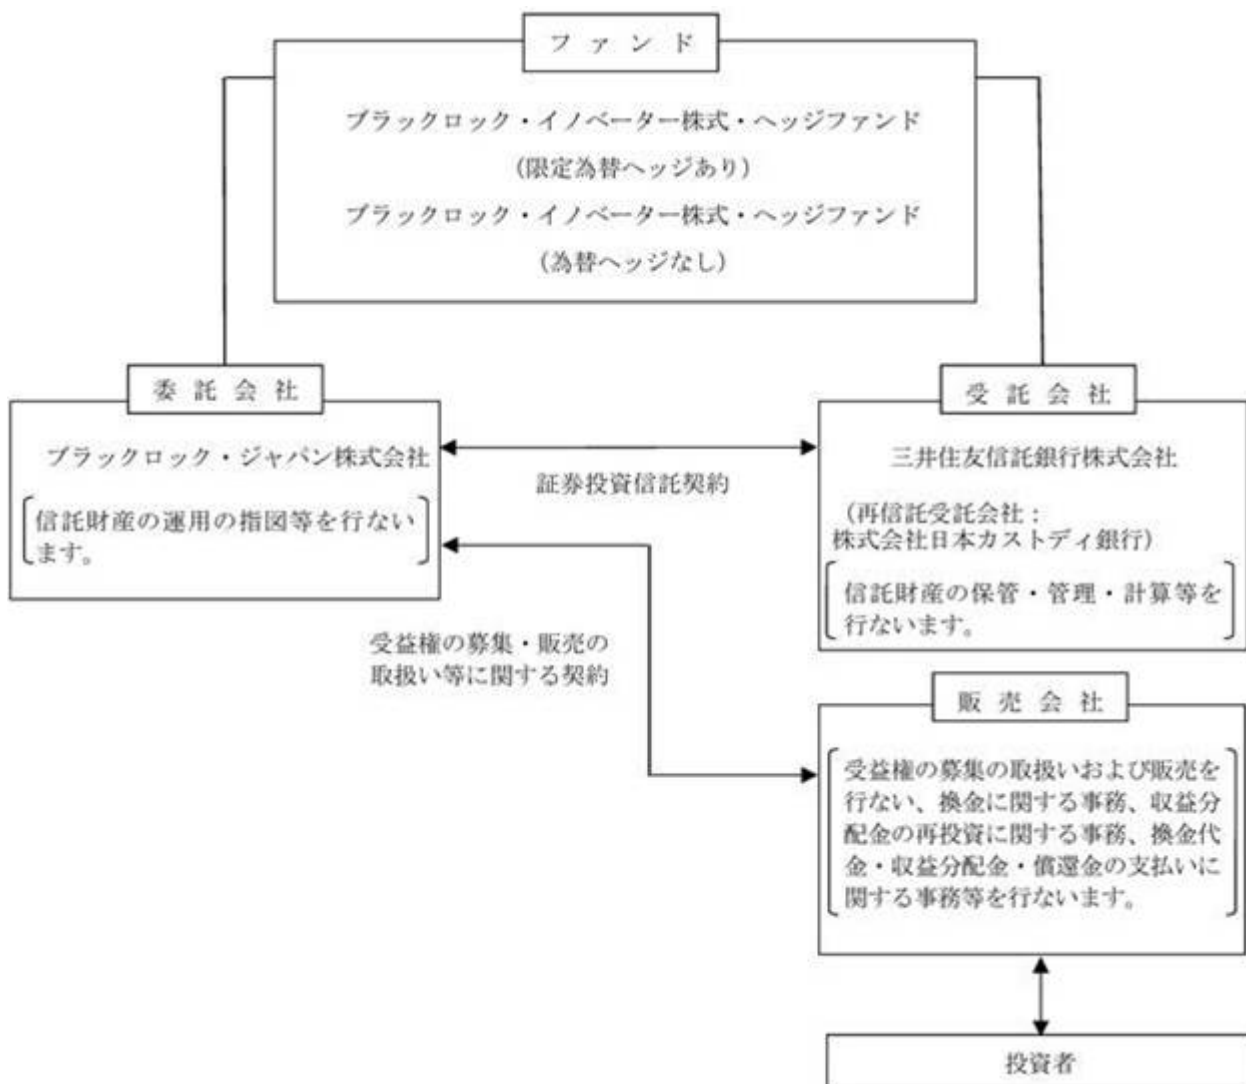 ファンド
ブラックロック・イノベーター株式・ヘッジファンド
(限定為替ヘッジあり)
ブラックロック・イノベーター株式・ヘッジファンド
(為替ヘッジなし)
委託会社
ブラックロック・ジャパン株式会社
信託財産の運用の指図等を行ない
ます。
証券投資信託契約
受託会社
三井住友信託銀行株式会社
(再信託受託会社:
株式会社日本カストディ銀行)
信託財産の保管・管理・計算等を
行ないます。
受益権の募集・販売の
取扱い等に関する契約
販売会社
受益権の募集の取扱いおよび販売を
行ない、換金に関する事務、収益分
配金の再投資に関する事務、換金代
金・収益分配金・償還金の支払いに
関する事務等を行ないます。
投資者